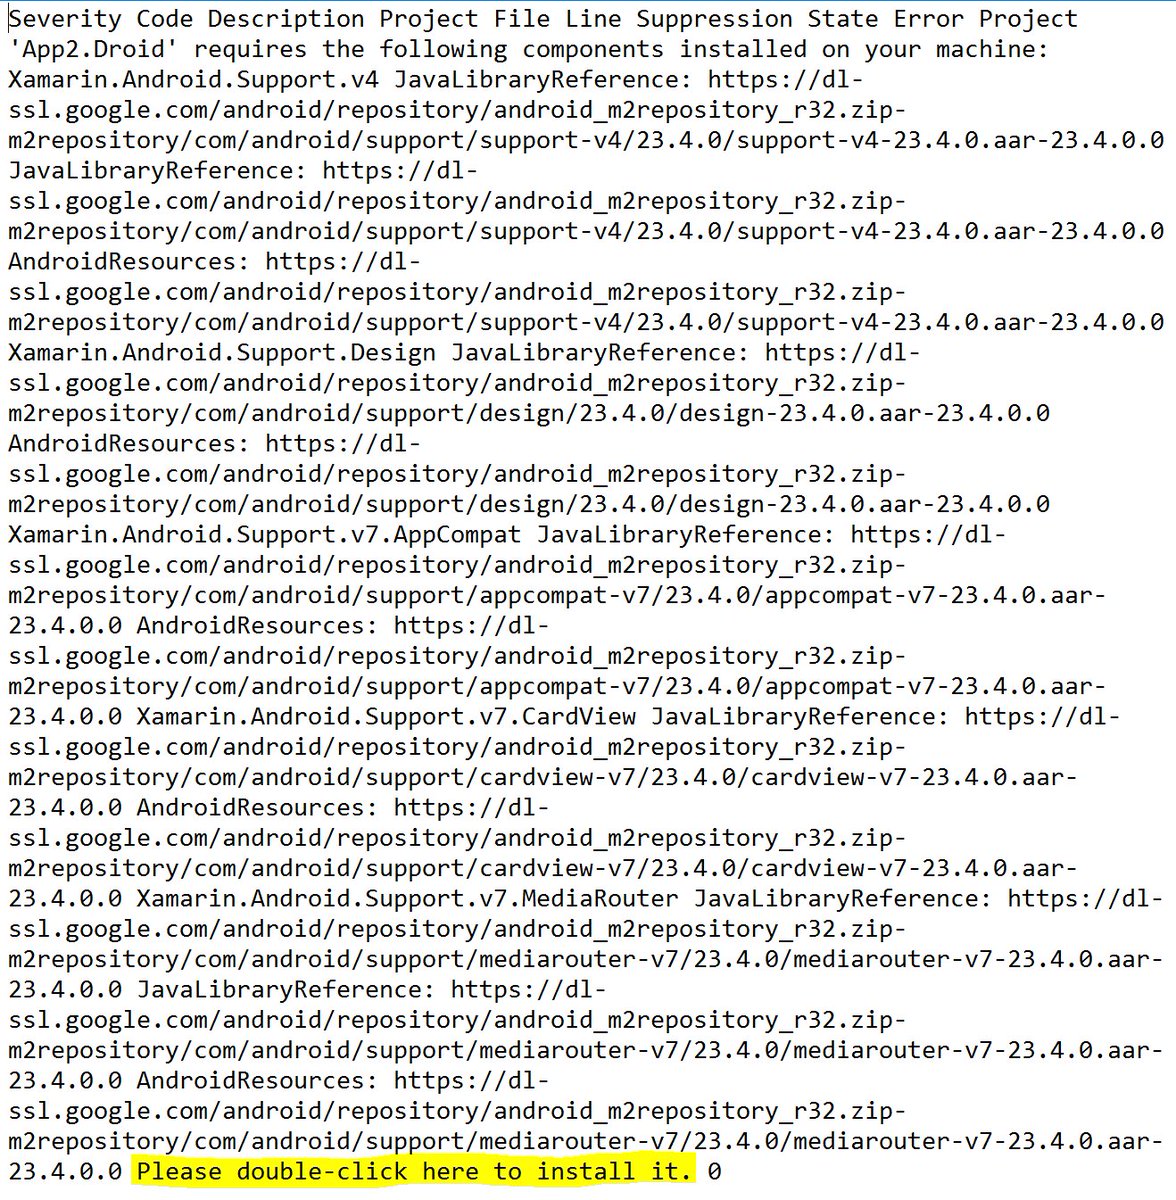 Severity Code Description Project File Line Suppression State Error Project
'App2.Droid' requires the following components installed on your machine:
Xamarin.Android.Support.v4 JavaLibraryReference: https://dl-
ssl.google.com/android/repository/android_m2repository_r32.zip-
m2repository/com/android/support/support-v4/23.4.0/support-v4-23.4.0.aar-23.4.0.0
JavaLibraryReference: https://dl-
ssl.google.com/android/repository/android_m2repository_r32.zip-
m2repository/com/android/support/support-v4/23.4.0/support-v4-23.4.0.aar-23.4.0.0
AndroidResources: https://dl-
ssl.google.com/android/repository/android_m2repository_r32.zip-
m2repository/com/android/support/support-v4/23.4.0/support-v4-23.4.0.aar-23.4.0.0
Xamarin.Android.Support.Design JavaLibraryReference: https://dl-
ssl.google.com/android/repository/android_m2repository_r32.zip-
m2repository/com/android/support/design/23.4.0/design-23.4.0.aar-23.4.0.0
AndroidResources: https://dl-
ssl.google.com/android/repository/android_m2repository_r32.zip-
m2repository/com/android/support/design/23.4.0/design-23.4.0.aar-23.4.0.0
Xamarin.Android.Support.v7.AppCompat JavaLibraryReference: https://dl-
ssl.google.com/android/repository/android_m2repository_r32.zip-
m2repository/com/android/support/appcompat-v7/23.4.0/appcompat-v7-23.4.0.aar-
23.4.0.0 AndroidResources: https://dl-
ssl.google.com/android/repository/android_m2repository_r32.zip-
m2repository/com/android/support/appcompat-v7/23.4.0/appcompat-v7-23.4.0.aar-
23.4.0.0 Xamarin.Android.Support.v7.CardView JavaLibraryReference: https://dl-
ssl.google.com/android/repository/android_m2repository_r32.zip-
m2repository/com/android/support/cardview-v7/23.4.0/cardview-v7-23.4.0.aar-
23.4.0.0 AndroidResources: https://dl-
ssl.google.com/android/repository/android_m2repository_r32.zip-
m2repository/com/android/support/cardview-v7/23.4.0/cardview-v7-23.4.0.aar-
23.4.0.0 Xamarin.Android.Support.v7.MediaRouter JavaLibraryReference: https://dl-
ssl.google.com/android/repository/android_m2repository_r32.zip-
m2repository/com/android/support/mediarouter-v7/23.4.0/mediarouter-v7-23.4.0.aar-
23.4.0.0 JavaLibraryReference: https://dl-
ssl.google.com/android/repository/android_m2repository_r32.zip-
m2repository/com/android/support/mediarouter-v7/23.4.0/mediarouter-v7-23.4.0.aar-
23.4.0.0 AndroidResources: https://dl-
ssl.google.com/android/repository/android_m2repository_r32.zip-
m2repository/com/android/support/mediarouter-v7/23.4.0/mediarouter-v7-23.4.0.aar-
23.4.0.0 Please double-click here to install it. 0